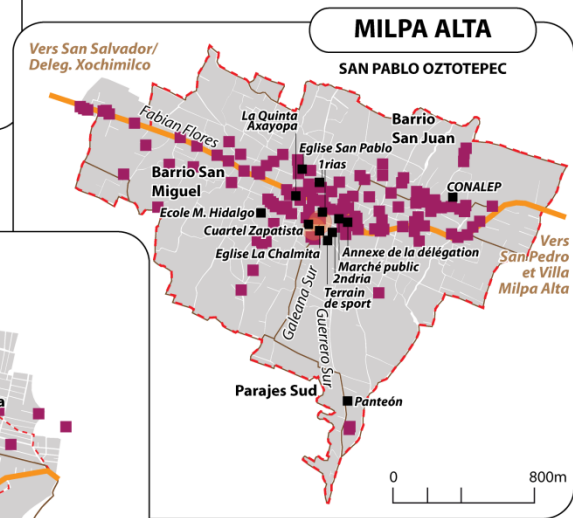 MILPA ALTA
SAN PABLO OZTOTEPEC
Vers San Salvador/
Deleg. Xochimilco
Fabian Flores
La Quinta
Axayopa
Barrio
San Juan
Eglise San Pablo
1rias
Barrio San
Miguel
CONALEP
Ecole M. Hidalgo
Cuartel Zapatista
Eglise La Chalmita
Annexe de la délégation
Marché public
2ndria
Terrain
de sport
Vers
San Pedro
et Villa
Milpa Alta
Galeana Sur
Guerrero Sur
Parajes Sud
Panteón
0 800m
a